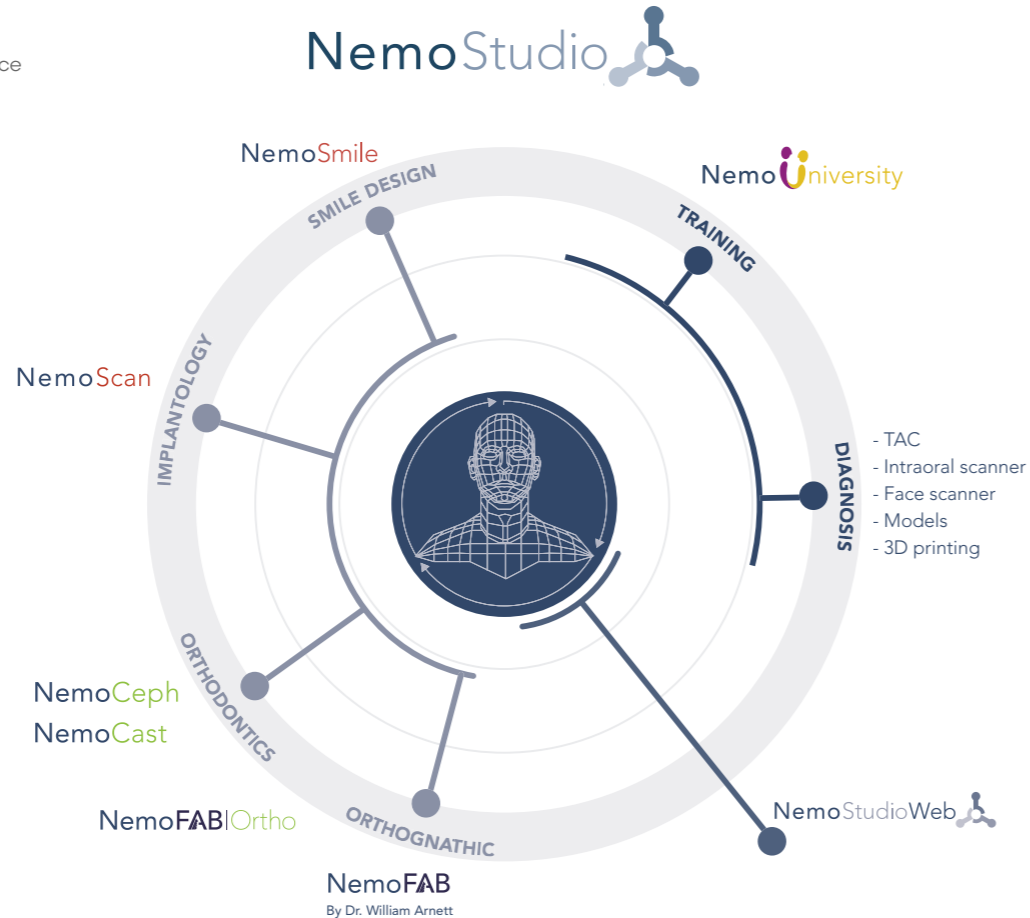 ce
NemoStudio
NemoSmile
NemoUniversity
SMILE DESIGN
TRAINING
NemoScan
IMPLANTOLOGY
DIAGNOSIS
- TAC
- Intraoral scanner
- Face scanner
- Models
- 3D printing
ORTHODONTICS
NemoCeph
NemoCast
NemoFAB|Ortho
ORTHOGNATHIC
NemoStudioWeb
NemoFAB
By Dr. William Arnett